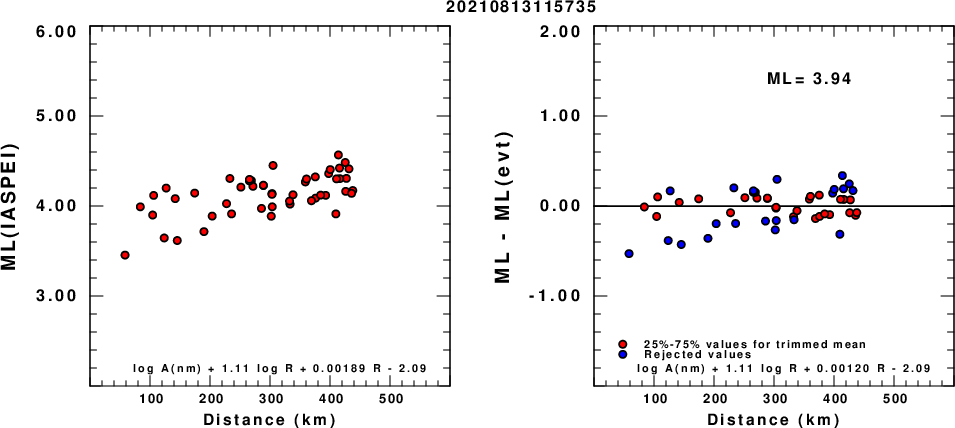 20210813115735
6.00
5.00
4.00
3.00
ML(IASPEI)
log A(nm) + 1.11 log R + 0.00189 R - 2.09
100 200 300 400 500
Distance (km)
2.00
1.00
0.00
-1.00
ML - ML(evt)
ML= 3.94
25%-75% values for trimmed mean
Rejected values
log A(nm) + 1.11 log R + 0.00120 R - 2.09
100 200 300 400 500
Distance (km)